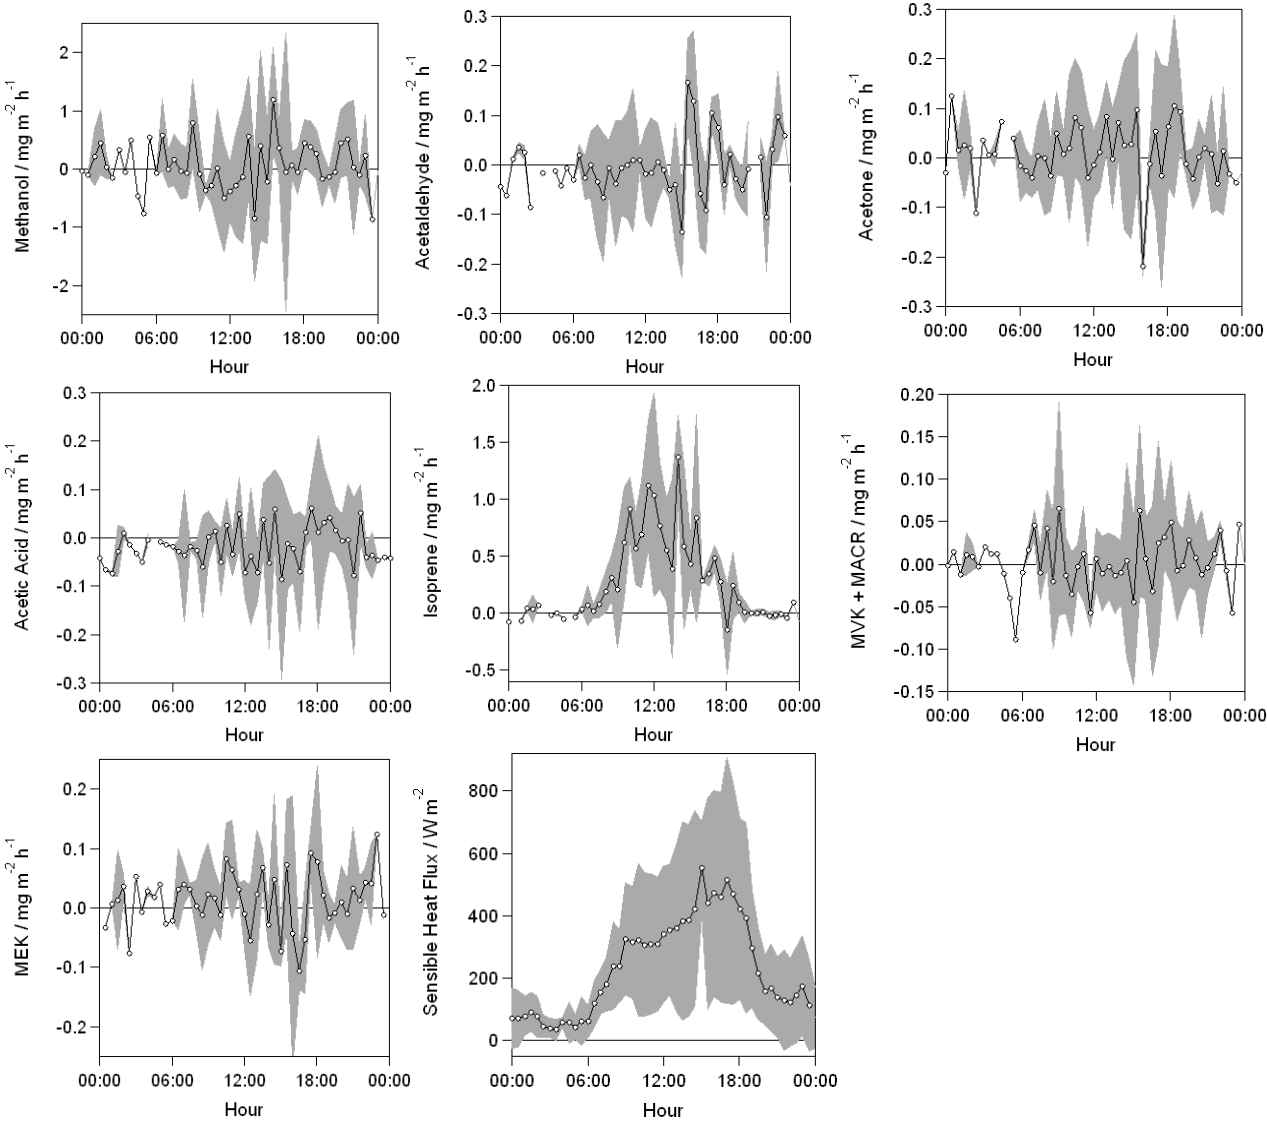 Methanol / mg m-2 h-1
2
1
0
-1
-2
00:00 06:00 12:00 18:00 00:00
Hour
Acetaldehyde / mg m-2 h-1
0.3
0.2
0.1
0.0
-0.1
-0.2
-0.3
00:00 06:00 12:00 18:00 00:00
Hour
Acetone / mg m-2 h-1
0.3
0.2
0.1
0.0
-0.1
-0.2
-0.3
00:00 06:00 12:00 18:00 00:00
Hour
Acetic Acid / mg m-2 h-1
0.3
0.2
0.1
0.0
-0.1
-0.2
-0.3
00:00 06:00 12:00 18:00 00:00
Hour
Isoprene / mg m-2 h-1
2.0
1.5
1.0
0.5
0.0
-0.5
00:00 06:00 12:00 18:00 00:00
Hour
MVK + MACR / mg m-2 h-1
0.20
0.15
0.10
0.05
0.00
-0.05
-0.10
-0.15
00:00 06:00 12:00 18:00 00:00
Hour
MEK / mg m-2 h-1
0.2
0.1
0.0
-0.1
-0.2
00:00 06:00 12:00 18:00 00:00
Hour
Sensible Heat Flux / W m-2
800
600
400
200
0
00:00 06:00 12:00 18:00 00:00
Hour